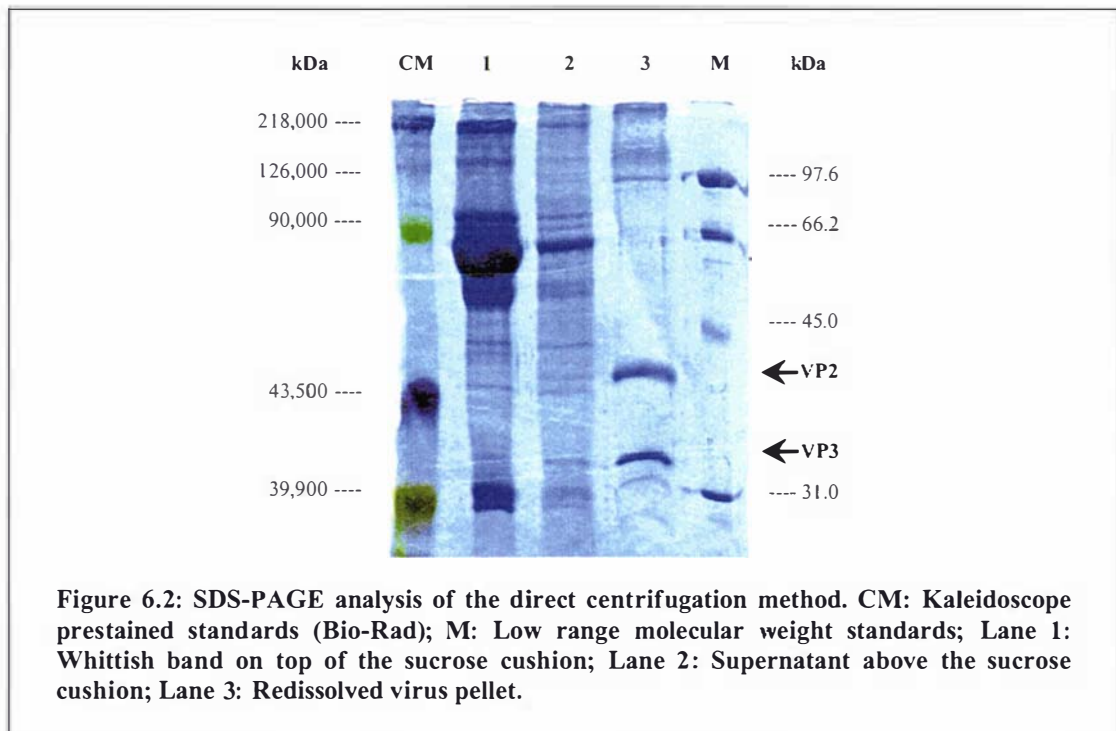 kDa CM 1 2 3 M kDa
218,000 ----
126,000 ---- ---- 97.6
90,000 ---- ---- 66.2
---- 45.0
VP2
43,500 ----
VP3
39,900 ---- ---- 31.0
Figure 6.2: SDS-PAGE analysis of the direct centrifugation method. CM: Kaleidoscope
prestained standards (Bio-Rad); M: Low range molecular weight standards; Lane 1:
Whittish band on top of the sucrose cushion; Lane 2: Supernatant above the sucrose
cushion; Lane 3: Redissolved virus pellet.